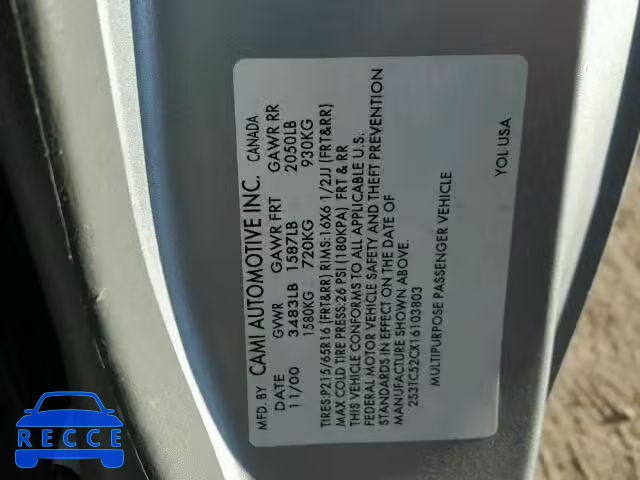 MFD. BY CAMI AUTOMOTIVE INC. CANADA
DATE GVWR GAWR FRT GAWR RR
11/00 3483LB 1587LB 2050LB
1580KG 720KG 930KG
TIRES:P215/65R16 (FRT&RR) RIMS:16X6 1/2JJ (FRT&RR)
MAX COLD TIRE PRESS:26 PSI (180KPA) FRT & RR
THIS VEHICLE CONFORMS TO ALL APPLICABLE U.S.
FEDERAL MOTOR VEHICLE SAFETY AND THEFT PREVENTION
STANDARDS IN EFFECT ON THE DATE OF
MANUFACTURE SHOWN ABOVE.
2S3TC52CX16103803
MULTIPURPOSE PASSENGER VEHICLE
YOI USA
RECCE